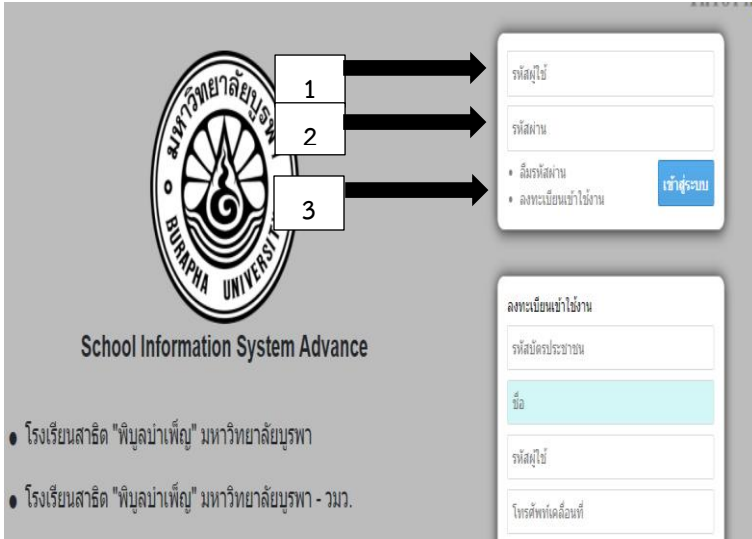 มหาวิทยาลัยบูรพา
BURAPHA UNIVERSITY
1
2
3
School Information System Advance
● โรงเรียนสาธิต "พิบูลบำเพ็ญ" มหาวิทยาลัยบูรพา
● โรงเรียนสาธิต "พิบูลบำเพ็ญ" มหาวิทยาลัยบูรพา - วมว.
รหัสผู้ใช้
รหัสผ่าน
• ลืมรหัสผ่าน
• ลงทะเบียนเข้าใช้งาน
เข้าสู่ระบบ
ลงทะเบียนเข้าใช้งาน
รหัสบัตรประชาชน
ชื่อ
รหัสผู้ใช้
โทรศัพท์เคลื่อนที่